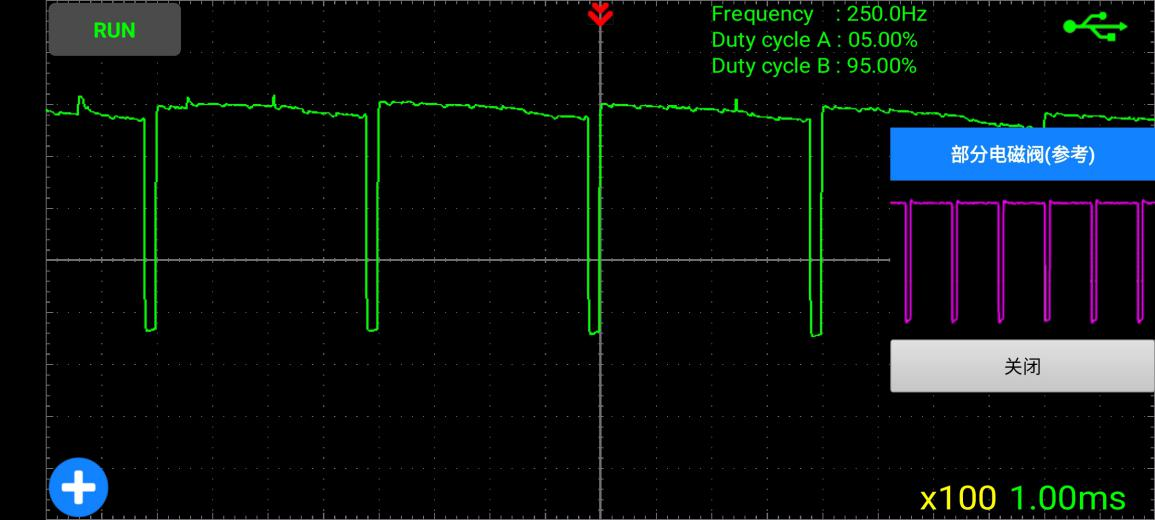 RUN
Frequency : 250.0Hz
Duty cycle A : 05.00%
Duty cycle B : 95.00%
部分电磁阀(参考)
关闭
x100 1.00ms